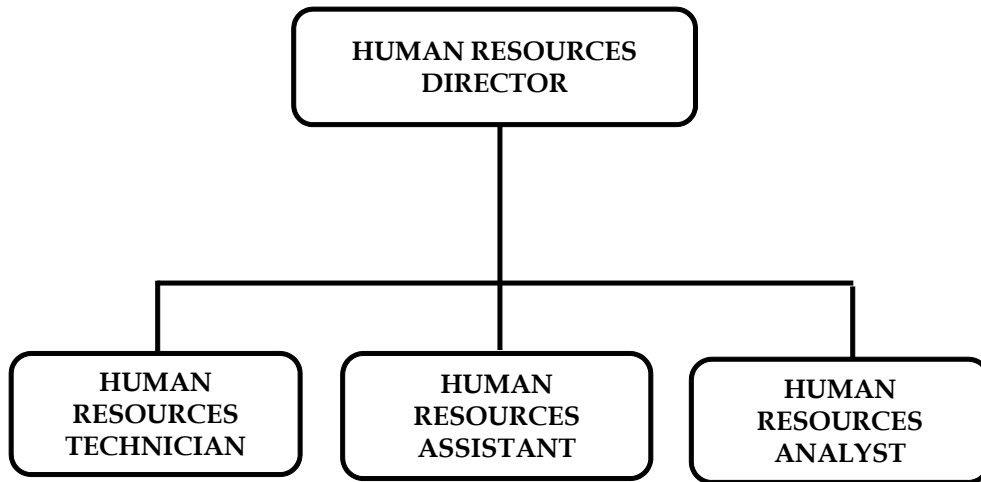 HUMAN RESOURCES
DIRECTOR
HUMAN
RESOURCES
TECHNICIAN
HUMAN
RESOURCES
ASSISTANT
HUMAN
RESOURCES
ANALYST